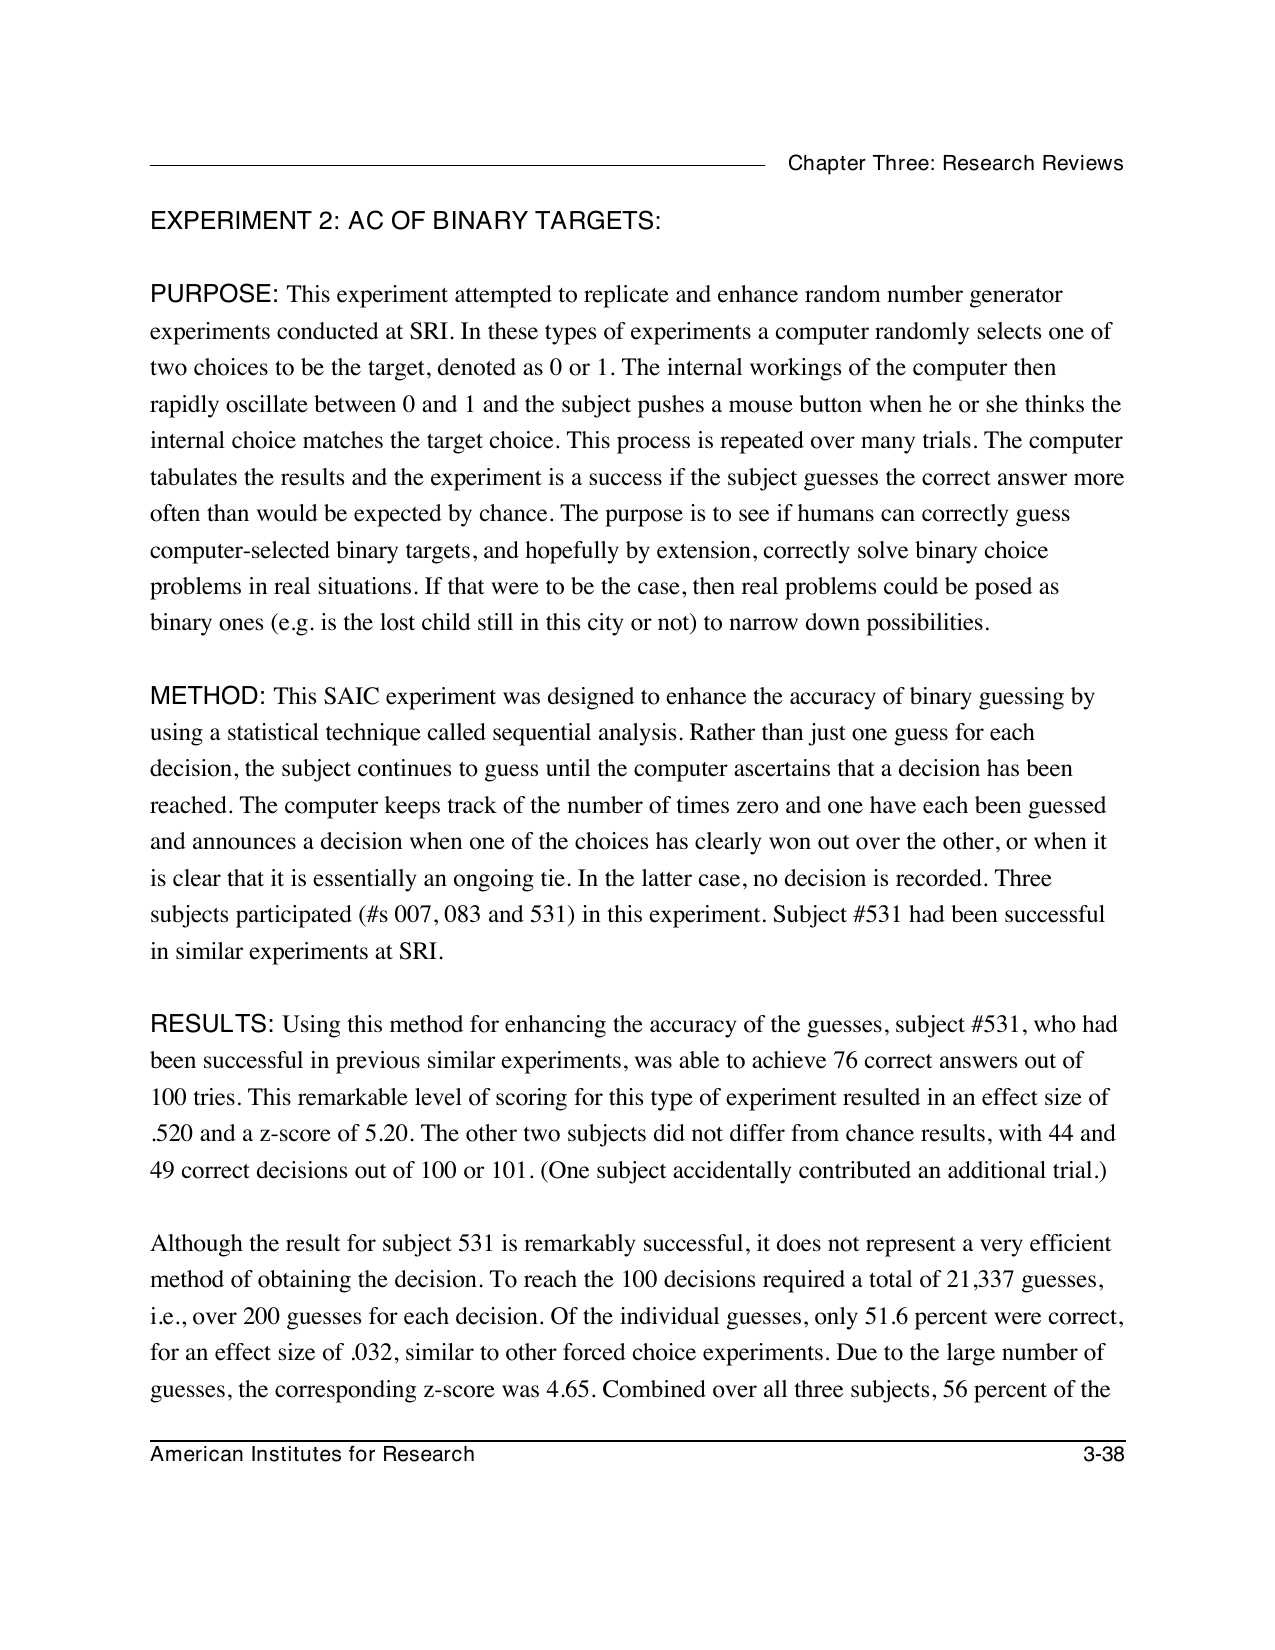 Chapter Three: Research Reviews
EXPERIMENT 2: AC OF BINARY TARGETS:
PURPOSE: This experiment attempted to replicate and enhance random number generator
experiments conducted at SRI. In these types of experiments a computer randomly selects one of
two choices to be the target, denoted as 0 or 1. The internal workings of the computer then
rapidly oscillate between 0 and 1 and the subject pushes a mouse button when he or she thinks the
internal choice matches the target choice. This process is repeated over many trials. The computer
tabulates the results and the experiment is a success if the subject guesses the correct answer more
often than would be expected by chance. The purpose is to see if humans can correctly guess
computer-selected binary targets, and hopefully by extension, correctly solve binary choice
problems in real situations. If that were to be the case, then real problems could be posed as
binary ones (e.g. is the lost child still in this city or not) to narrow down possibilities.
METHOD: This SAIC experiment was designed to enhance the accuracy of binary guessing by
using a statistical technique called sequential analysis. Rather than just one guess for each
decision, the subject continues to guess until the computer ascertains that a decision has been
reached. The computer keeps track of the number of times zero and one have each been guessed
and announces a decision when one of the choices has clearly won out over the other, or when it
is clear that it is essentially an ongoing tie. In the latter case, no decision is recorded. Three
subjects participated (#s 007, 083 and 531) in this experiment. Subject #531 had been successful
in similar experiments at SRI.
RESULTS: Using this method for enhancing the accuracy of the guesses, subject #531, who had
been successful in previous similar experiments, was able to achieve 76 correct answers out of
100 tries. This remarkable level of scoring for this type of experiment resulted in an effect size of
.520 and a z-score of 5.20. The other two subjects did not differ from chance results, with 44 and
49 correct decisions out of 100 or 101. (One subject accidentally contributed an additional trial.)
Although the result for subject 531 is remarkably successful, it does not represent a very efficient
method of obtaining the decision. To reach the 100 decisions required a total of 21,337 guesses,
i.e., over 200 guesses for each decision. Of the individual guesses, only 51.6 percent were correct,
for an effect size of .032, similar to other forced choice experiments. Due to the large number of
guesses, the corresponding z-score was 4.65. Combined over all three subjects, 56 percent of the
American Institutes for Research 3-38